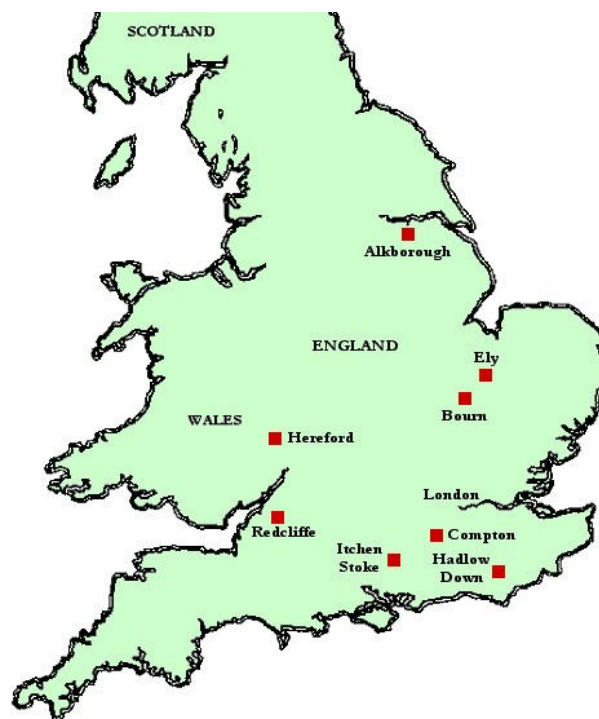 SCOTLAND
Alkborough
ENGLAND
Ely
Bourn
WALES
Hereford
London
Redcliffe
Compton
Itchen
Stoke
Hadlow
Down